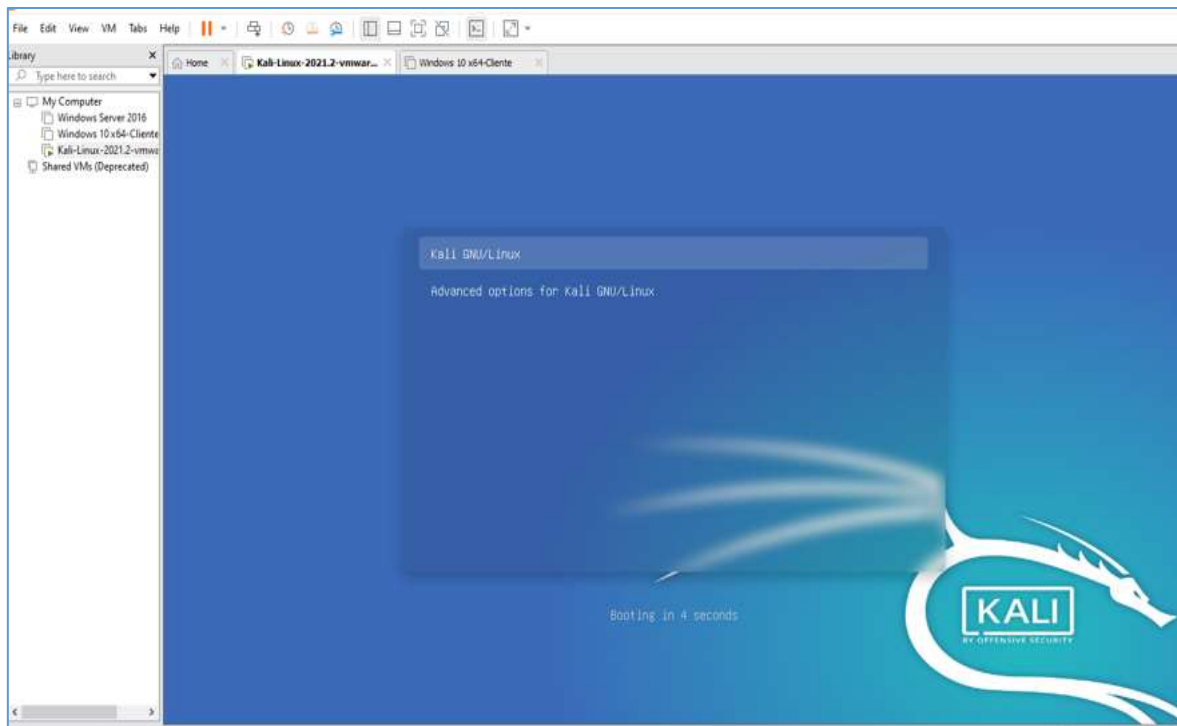 File Edit View VM Tabs Help
Library
Type here to search
My Computer
Windows Server 2016
Windows 10 x64-Cliente
Kali-Linux-2021.2-vmwa
Shared VMs (Deprecated)
Home Kali-Linux-2021.2-vmwar... Windows 10 x64-Cliente
Kali GNU/Linux
Advanced options for Kali GNU/Linux
Booting in 4 seconds
KALI
BY OFFENSIVE SECURITY